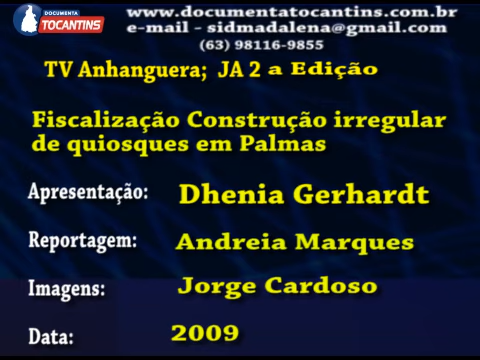 DOCUMENTA
TOCANTINS
www.documentatocantins.com.br
e-mail - sidmadalena@gmail.com
(63) 98116-9855
TV Anhanguera; JA 2 a Edição
Fiscalização Construção irregular
de quiosques em Palmas
Apresentação: Dhenia Gerhardt
Reportagem: Andreia Marques
Imagens: Jorge Cardoso
Data: 2009